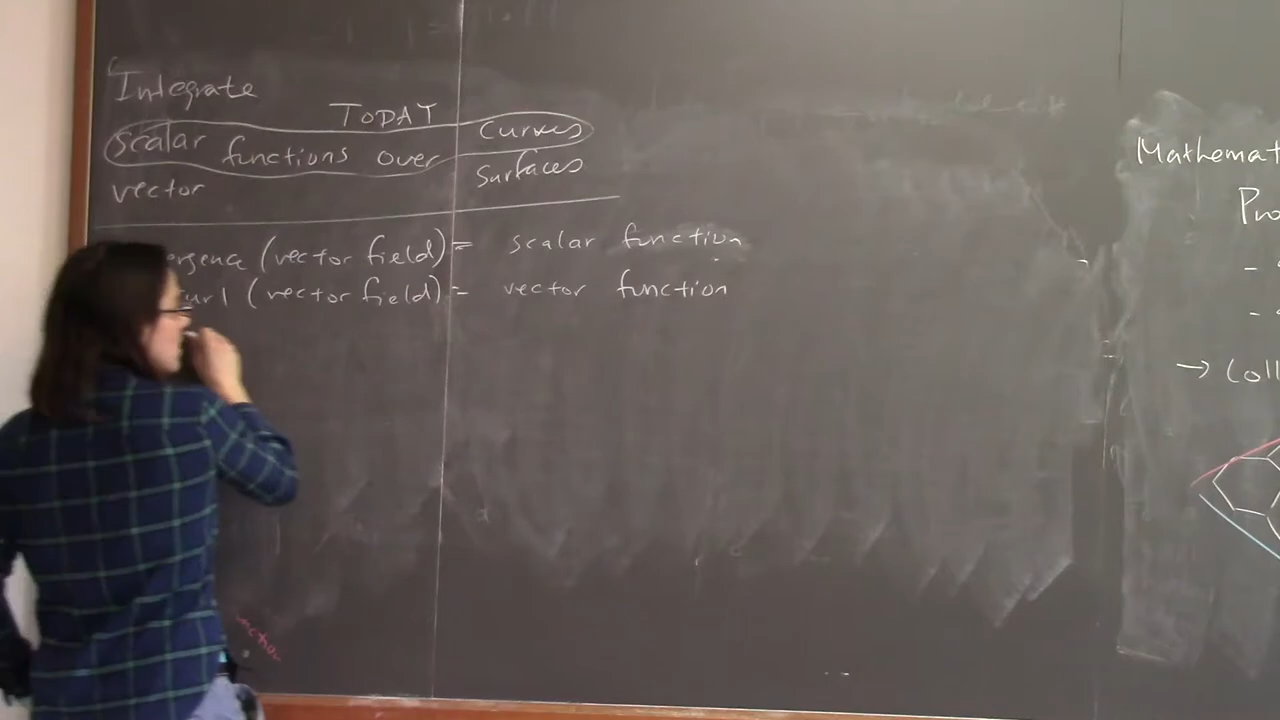 Integrate
TODAY
scalar functions over curves
vector surfaces
ergence (vector field) = scalar function
url (vector field) = vector function
Mathemat
Pro
-
-
→ Coll